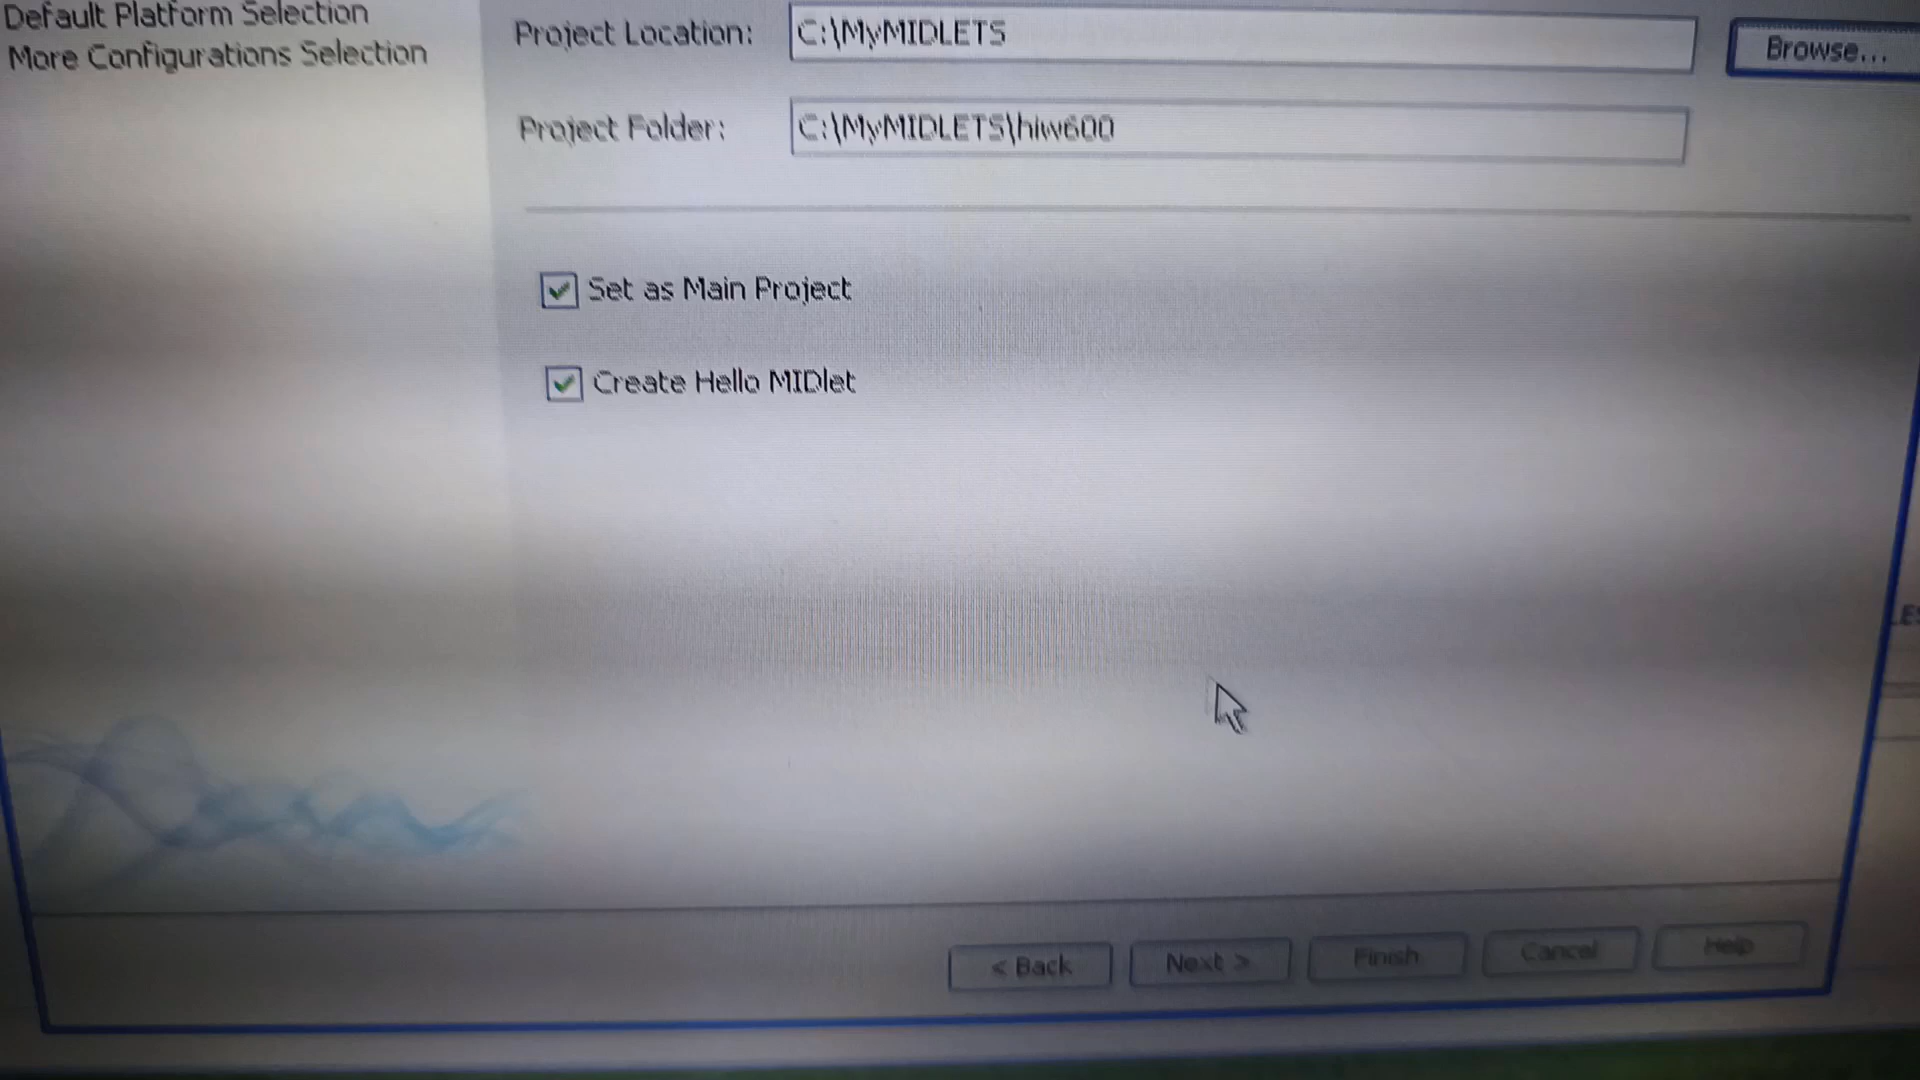 Default Platform Selection
More Configurations Selection
Project Location: C:\MyMIDLETS Browse...
Project Folder: C:\MyMIDLETS\hiw600
Set as Main Project
Create Hello MIDlet
< Back Next > Finish Cancel Help